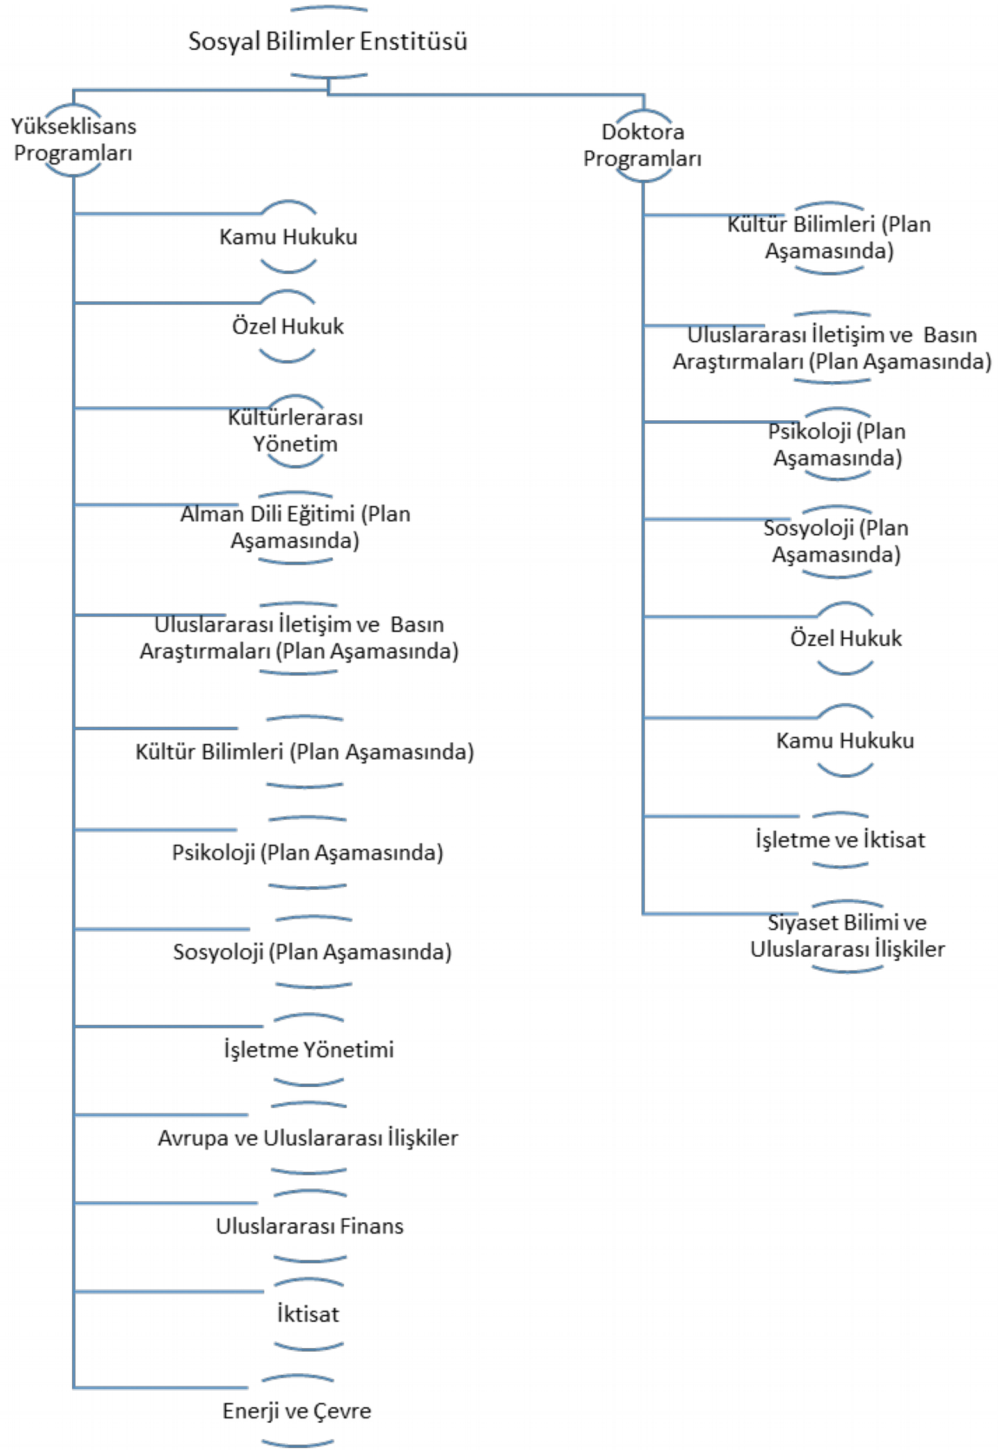 Sosyal Bilimler Enstitüsü
Yükseklisans
Programları
Kamu Hukuku
Özel Hukuk
Kültürlerarası
Yönetim
Alman Dili Eğitimi (Plan
Aşamasında)
Uluslararası İletişim ve Basın
Araştırmaları (Plan Aşamasında)
Kültür Bilimleri (Plan Aşamasında)
Psikoloji (Plan Aşamasında)
Sosyoloji (Plan Aşamasında)
İşletme Yönetimi
Avrupa ve Uluslararası İlişkiler
Uluslararası Finans
İktisat
Enerji ve Çevre
Doktora
Programları
Kültür Bilimleri (Plan
Aşamasında)
Uluslararası İletişim ve Basın
Araştırmaları (Plan Aşamasında)
Psikoloji (Plan
Aşamasında)
Sosyoloji (Plan
Aşamasında)
Özel Hukuk
Kamu Hukuku
İşletme ve İktisat
Siyaset Bilimi ve
Uluslararası İlişkiler